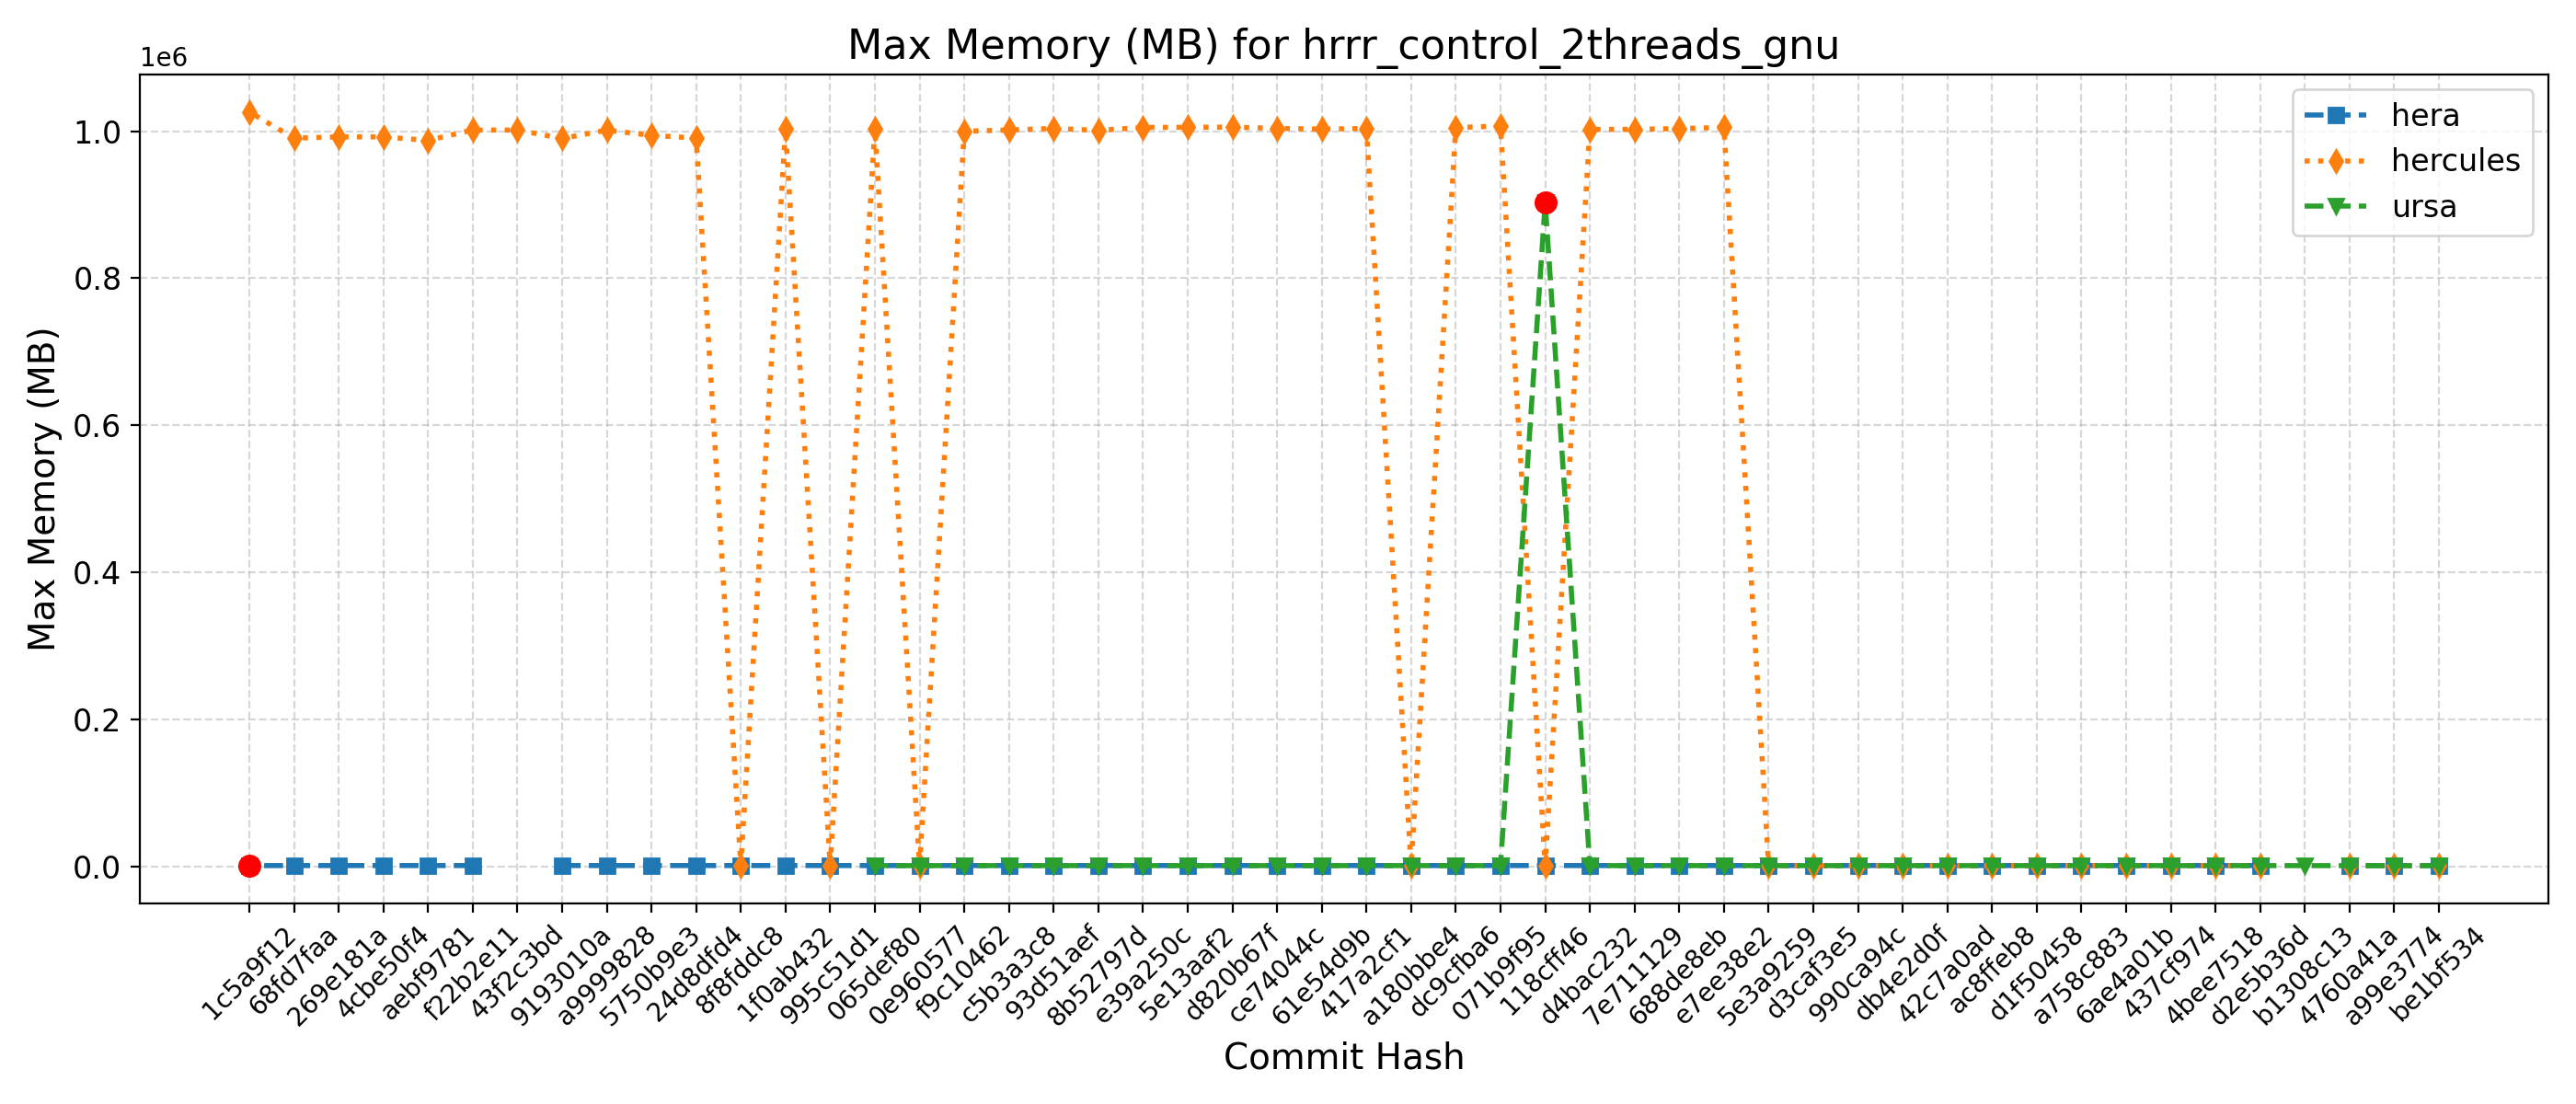 Max Memory (MB) for hrrr_control_2threads_gnu
1e6
1.0
0.8
0.6
0.4
0.2
0.0
Max Memory (MB)
hera
hercules
ursa
1c5a9f12
68fd7faa
269e181a
4cbe50f4
aebf9781
f22b2e11
43f2c3bd
9193010a
a9999828
5750b9e3
24d8dfd4
8f8fddc8
1f0ab432
995c51d1
065def80
0e960577
f9c10462
c5b3a3c8
93d51aef
8b52797d
e39a250c
5e13aaf2
d820b67f
ce74044c
61e54d9b
417a2cf1
a180bbe4
dc9cfba6
071b9f95
118cff46
d4bac232
7e711129
688de8eb
e7ee38e2
5e3a9259
d3caf3e5
990ca94c
db4e2d0f
42c7a0ad
ac8ffeb8
d1f50458
a758c883
6ae4a01b
437cf974
4bee7518
d2e5b36d
b1308c13
4760a41a
a99e3774
be1bf534
Commit Hash